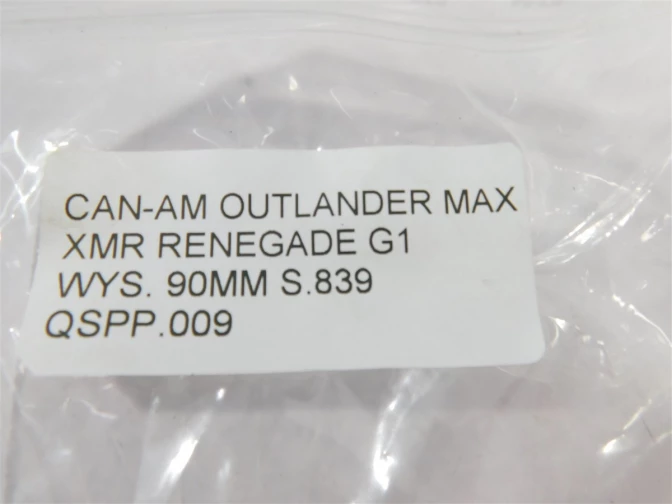 CAN-AM OUTLANDER MAX
XMR RENEGADE G1
WYS. 90MM S.839
QSPP.009